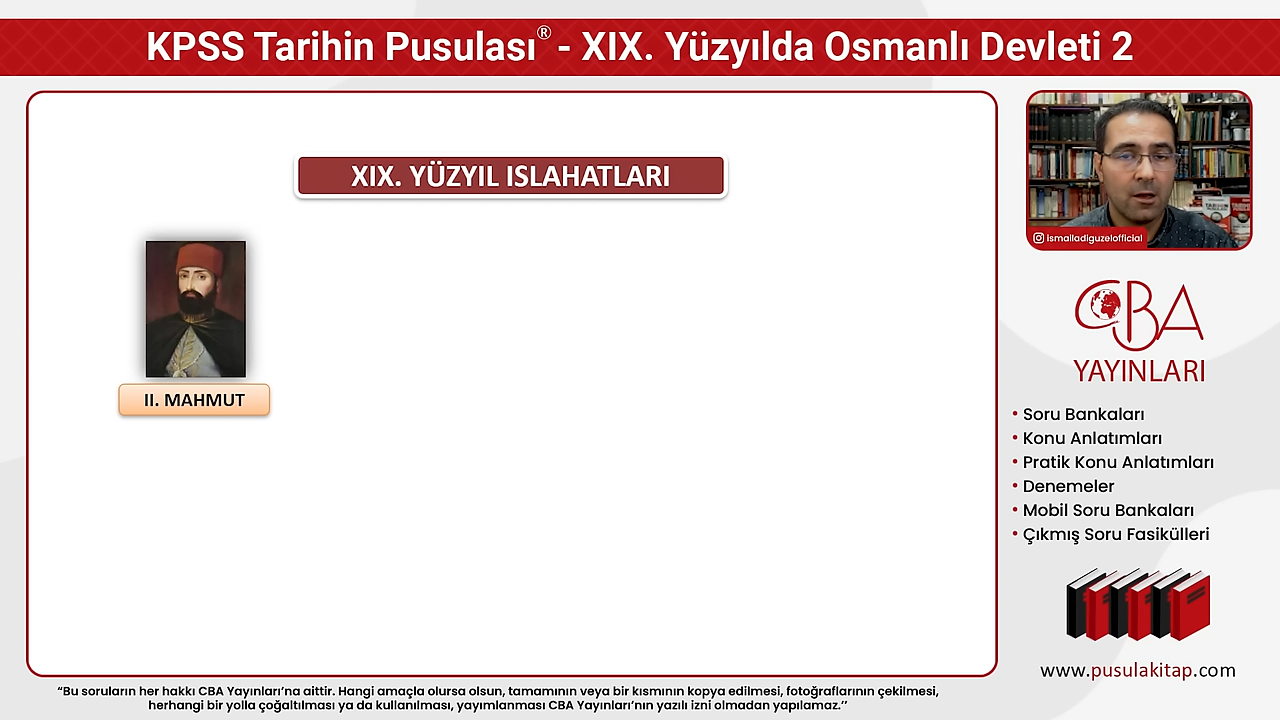 KPSS Tarihin Pusulası® - XIX. Yüzyılda Osmanlı Devleti 2
XIX. YÜZYIL ISLAHATLARI
II. MAHMUT
ismailadiguzelofficial
CBA
YAYINLARI
• Soru Bankaları
• Konu Anlatımları
• Pratik Konu Anlatımları
• Denemeler
• Mobil Soru Bankaları
• Çıkmış Soru Fasikülleri
www.pusulakitap.com
“Bu soruların her hakkı CBA Yayınları’na aittir. Hangi amaçla olursa olsun, tamamının veya bir kısmının kopya edilmesi, fotoğraflarının çekilmesi,
herhangi bir yolla çoğaltılması ya da kullanılması, yayımlanması CBA Yayınları’nın yazılı izni olmadan yapılamaz.’’